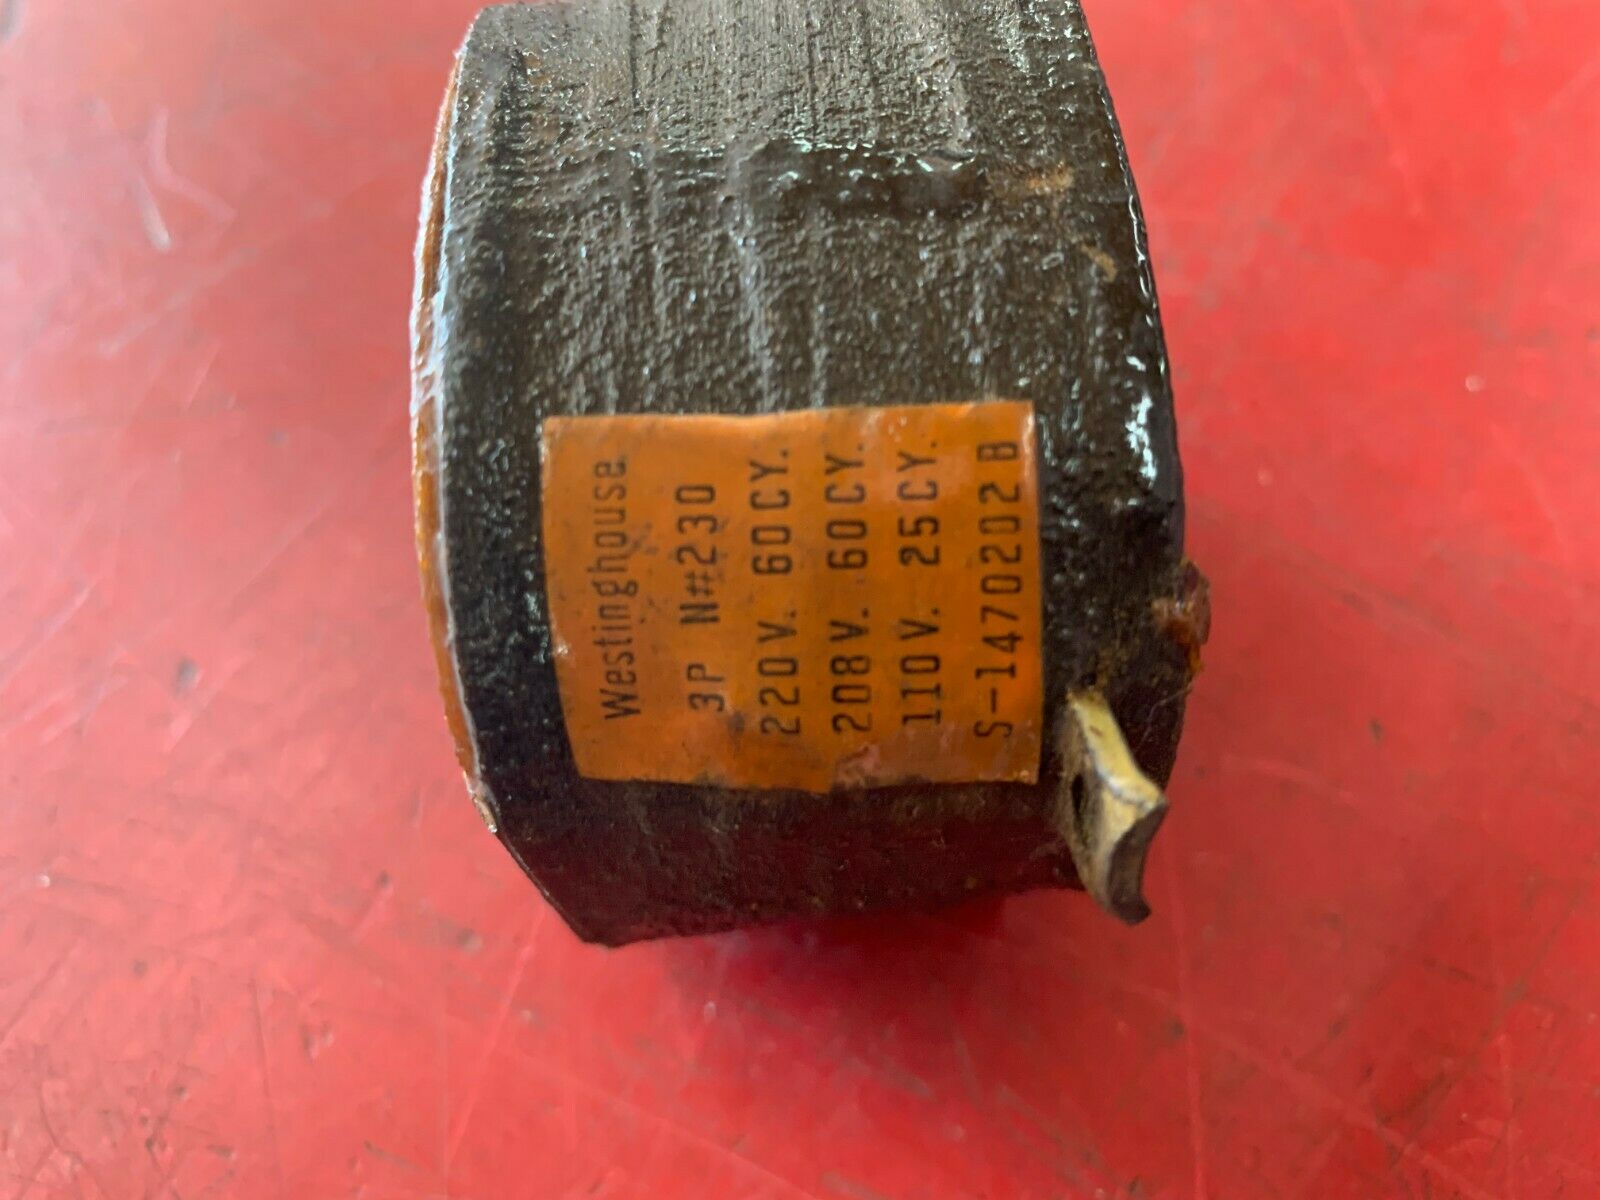 Westinghouse
3P N#230
220V. 60CY.
208V. 60CY.
110V. 25CY.
S-1470202B